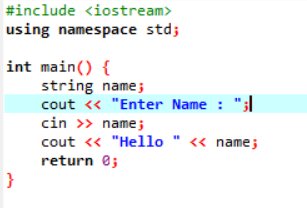 #include <iostream>
using namespace std;

int main() {
    string name;
    cout << "Enter Name : ";
    cin >> name;
    cout << "Hello " << name;
    return 0;
}